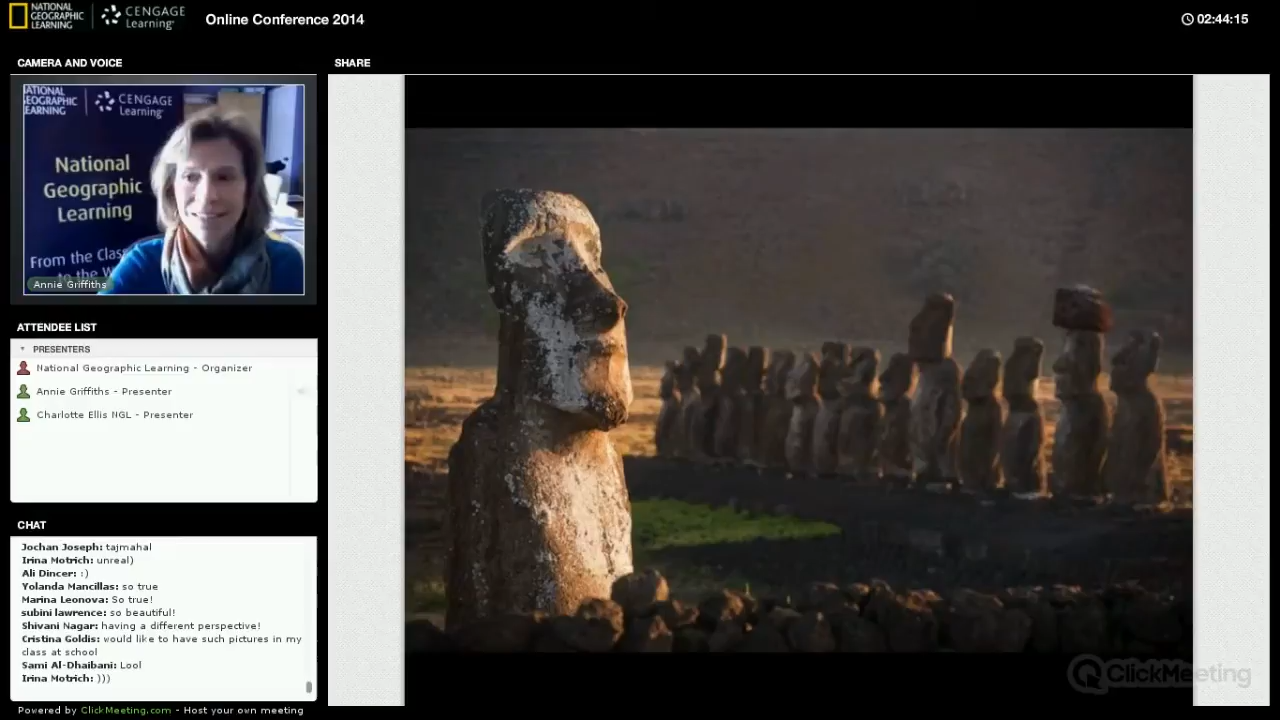 NATIONAL
GEOGRAPHIC
LEARNING
CENGAGE
Learning®
Online Conference 2014
02:44:15
CAMERA AND VOICE
SHARE
ATIONAL
EOGRAPHIC
EARNING
CENGAGE
Learning
National
Geographic
Learning
From the Clas
to the W
Annie Griffiths
ATTENDEE LIST
PRESENTERS
National Geographic Learning - Organizer
Annie Griffiths - Presenter
Charlotte Ellis NGL - Presenter
CHAT
Jochan Joseph: tajmahal
Irina Motrich: unreal)
Ali Dincer: :)
Yolanda Mancillas: so true
Marina Leonova: So true!
subini lawrence: so beautiful!
Shivani Nagar: having a different perspective!
Cristina Goldis: would like to have such pictures in my
class at school
Sami Al-Dhaibani: Lool
Irina Motrich: )))
Powered by ClickMeeting.com - Host your own meeting
ClickMeeting